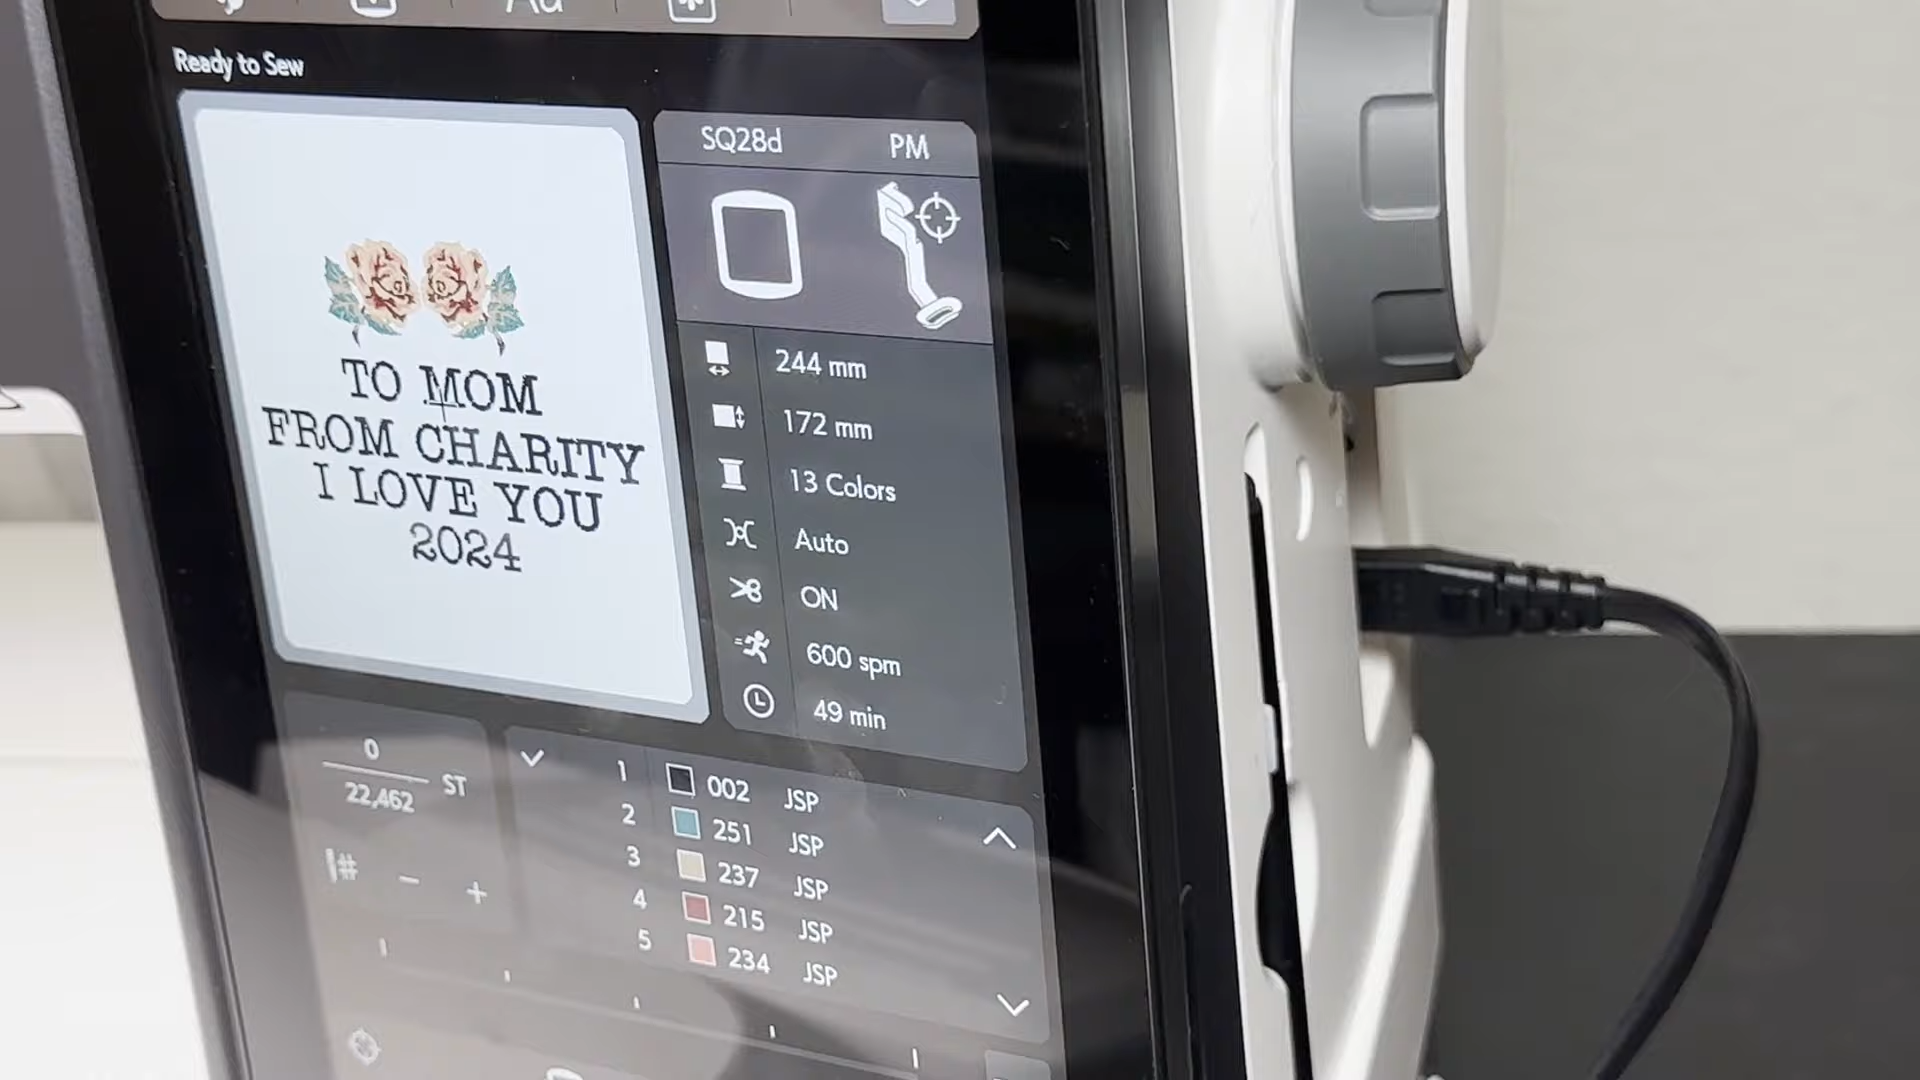 Aa
Ready to Sew
SQ28d PM
TO MOM
FROM CHARITY
I LOVE YOU
2024
244 mm
172 mm
13 Colors
Auto
ON
600 spm
49 min
0
22,462 ST
1 002 JSP
2 251 JSP
3 237 JSP
4 215 JSP
5 234 JSP
# - +